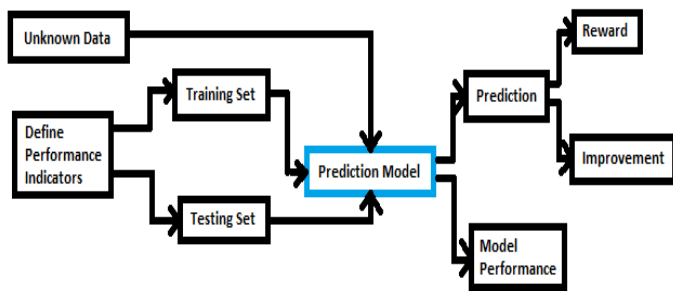 Unknown Data
Reward
Training Set
Prediction
Define
Performance
Indicators
Improvement
Prediction Model
Testing Set
Model
Performance